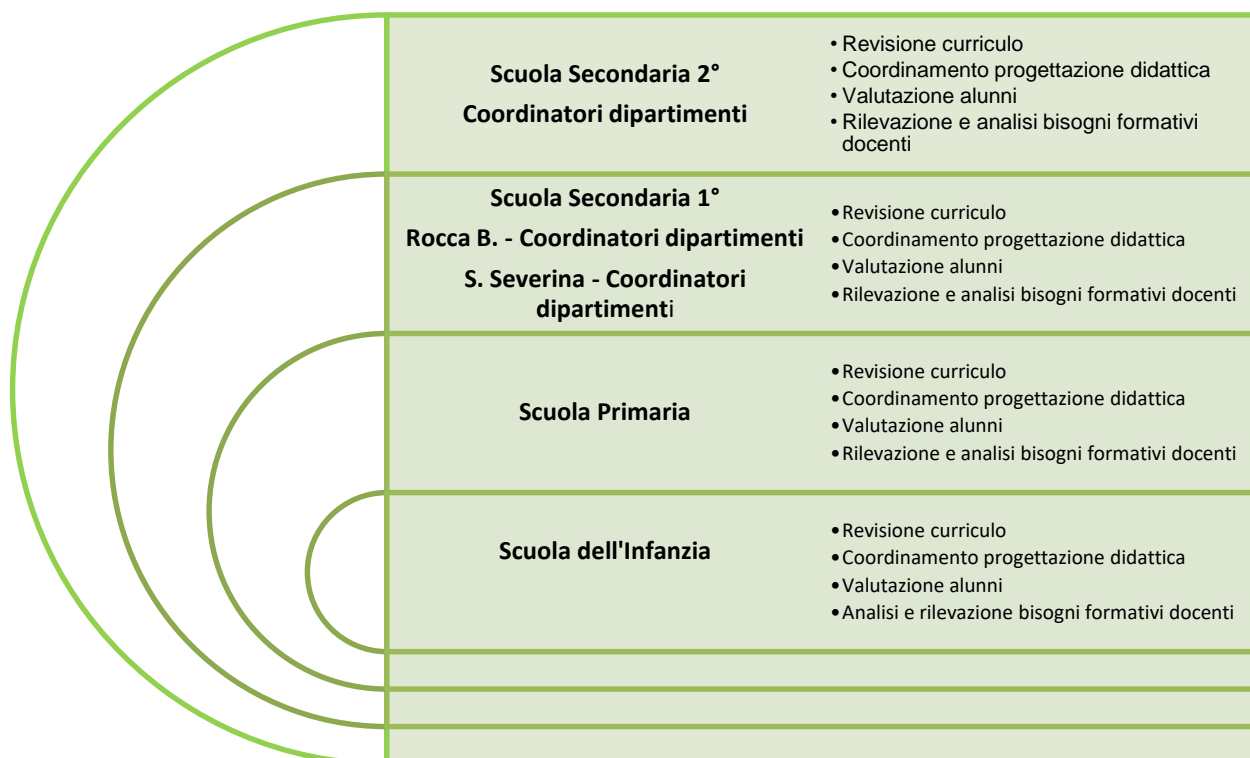 Scuola Secondaria 2°
Coordinatori dipartimenti
• Revisione curriculo
• Coordinamento progettazione didattica
• Valutazione alunni
• Rilevazione e analisi bisogni formativi
docenti
Scuola Secondaria 1°
Rocca B. - Coordinatori dipartimenti
S. Severina - Coordinatori
dipartimenti
•Revisione curriculo
•Coordinamento progettazione didattica
•Valutazione alunni
•Rilevazione e analisi bisogni formativi docenti
Scuola Primaria
•Revisione curriculo
•Coordinamento progettazione didattica
•Valutazione alunni
•Rilevazione e analisi bisogni formativi docenti
Scuola dell'Infanzia
•Revisione curriculo
•Coordinamento progettazione didattica
•Valutazione alunni
•Analisi e rilevazione bisogni formativi docenti